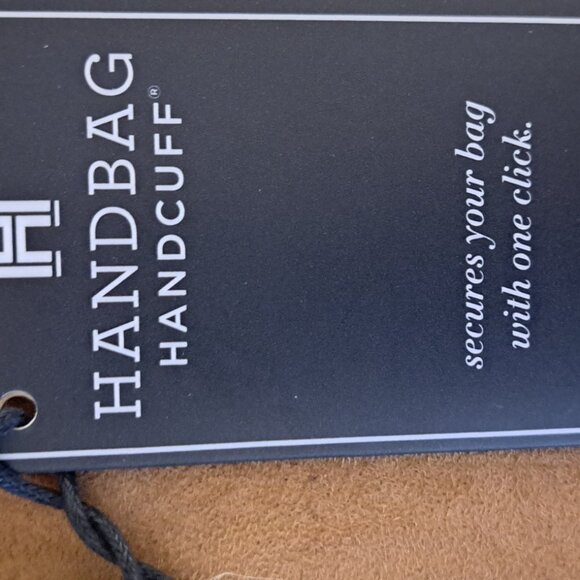 HANDBAG
HANDCUFF®
secures your bag
with one click.